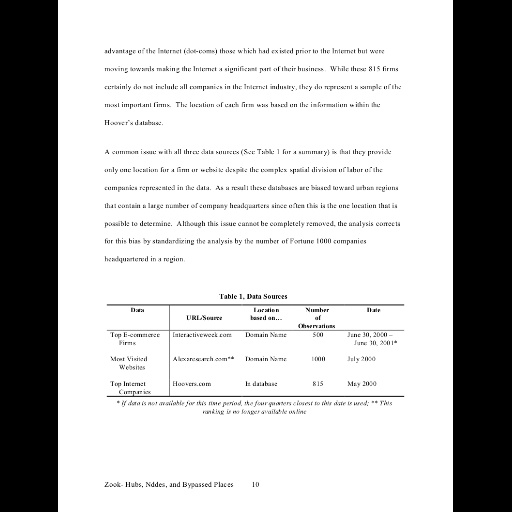 advantage of the Internet (dot-coms) those which had existed prior to the Internet but were
moving towards making the Internet a significant part of their business. While these 815 firms
certainly do not include all companies in the Internet industry, they do represent a sample of the
most important firms. The location of each firm was based on the information within the
Hoover's database.
A common issue with all three data sources (See Table 1 for a summary) is that they provide
only one location for a firm or website despite the complex spatial division of labor of the
companies represented in the data. As a result these databases are biased toward urban regions
that contain a large number of company headquarters since often this is the one location that is
possible to determine. Although this issue cannot be completely removed, the analysis corrects
for this bias by standardizing the analysis by the number of Fortune 1000 companies
headquartered in a region.
Table 1, Data Sources
Data URL/Source Location based on... Number of Observations Date
Top E-commerce Firms Interactiveweek.com Domain Name 500 June 30, 2000 – June 30, 2001*
Most Visited Websites Alexaresearch.com** Domain Name 1000 July 2000
Top Internet Companies Hoovers.com In database 815 May 2000
* If data is not available for this time period, the four quarters closest to this date is used; ** This
ranking is no longer available online
Zook- Hubs, Nddes, and Bypassed Places 10